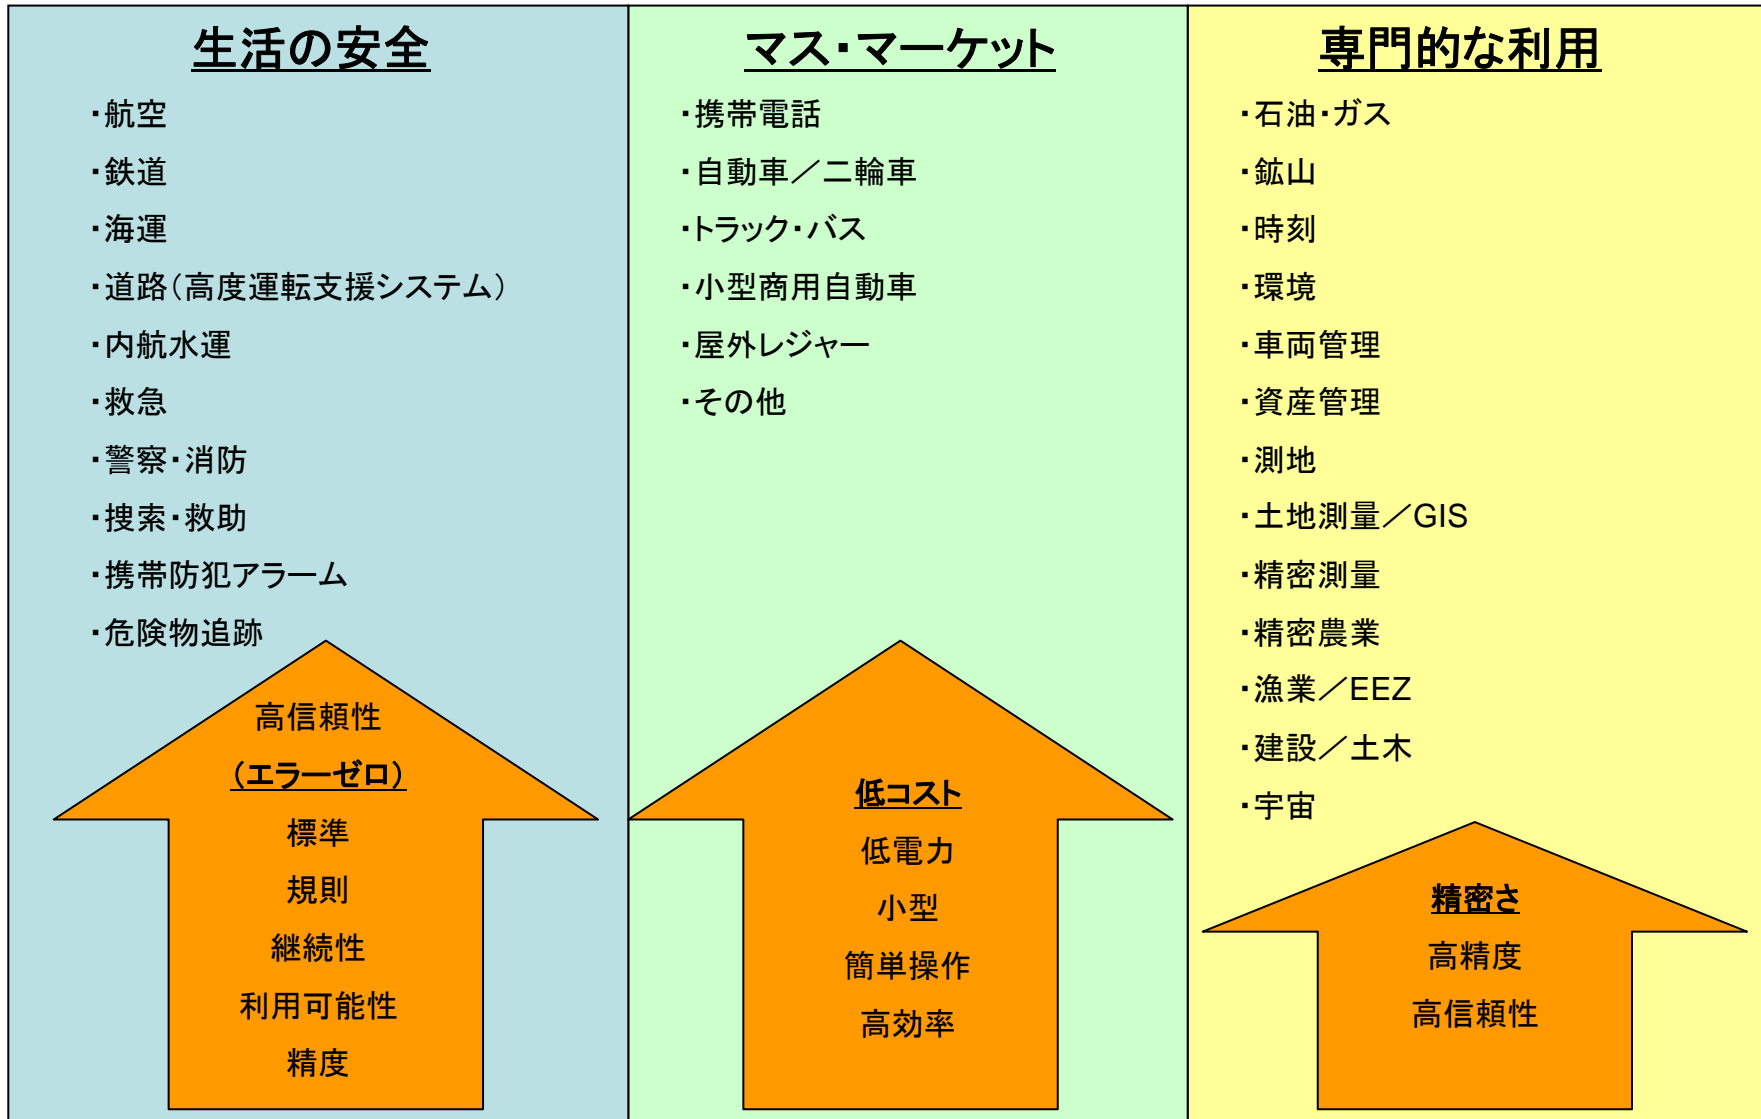 生活の安全
・航空
・鉄道
・海運
・道路(高度運転支援システム)
・内航水運
・救急
・警察・消防
・捜索・救助
・携帯防犯アラーム
・危険物追跡
高信頼性
(エラーゼロ)
標準
規則
継続性
利用可能性
精度
マス・マーケット
・携帯電話
・自動車／二輪車
・トラック・バス
・小型商用自動車
・屋外レジャー
・その他
低コスト
低電力
小型
簡単操作
高効率
専門的な利用
・石油・ガス
・鉱山
・時刻
・環境
・車両管理
・資産管理
・測地
・土地測量／GIS
・精密測量
・精密農業
・漁業／EEZ
・建設／土木
・宇宙
精密さ
高精度
高信頼性